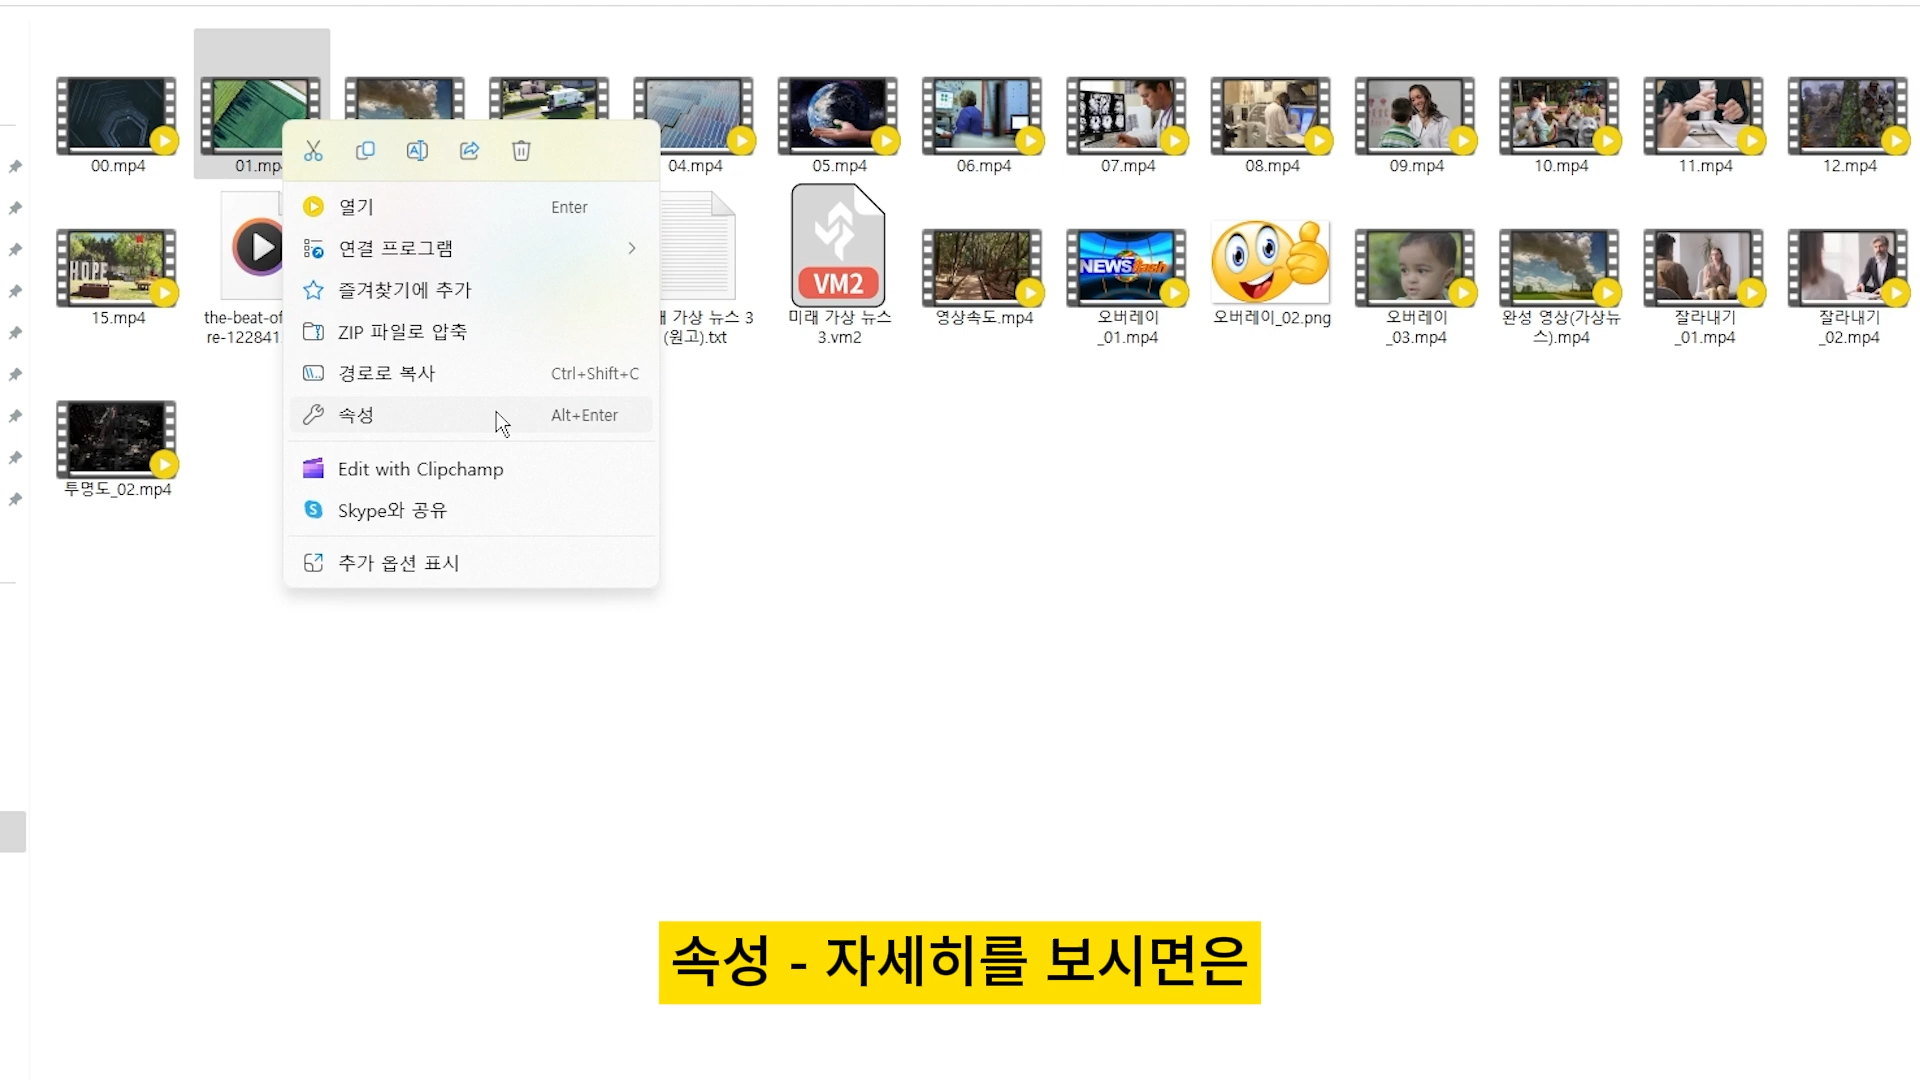 00.mp4
01.mp
04.mp4
05.mp4
06.mp4
07.mp4
08.mp4
09.mp4
10.mp4
11.mp4
12.mp4
열기 Enter
연결 프로그램
즐겨찾기에 추가
ZIP 파일로 압축
경로로 복사 Ctrl+Shift+C
속성 Alt+Enter
Edit with Clipchamp
Skype와 공유
추가 옵션 표시
HOPE
15.mp4
the-beat-of
re-122841
가상 뉴스 3
(원고).txt
VM2
미래 가상 뉴스
3.vm2
영상속도.mp4
NEWSflash
오버레이
_01.mp4
오버레이_02.png
오버레이
_03.mp4
완성 영상(가상뉴
스).mp4
잘라내기
_01.mp4
잘라내기
_02.mp4
투명도_02.mp4
속성 - 자세히를 보시면은